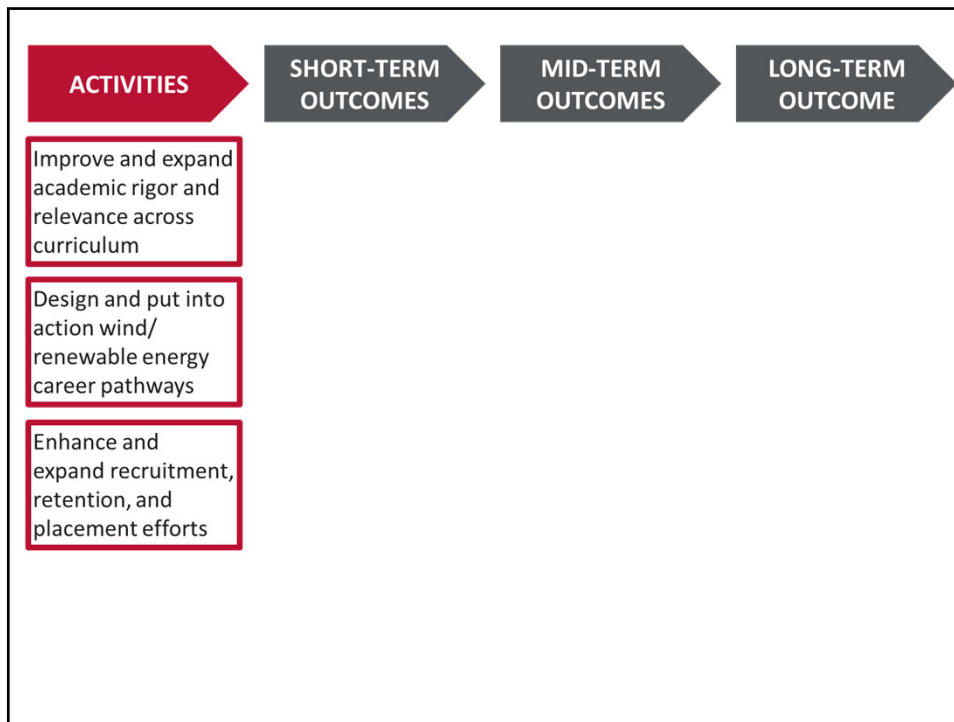 ACTIVITIES
SHORT-TERM
OUTCOMES
MID-TERM
OUTCOMES
LONG-TERM
OUTCOME
Improve and expand
academic rigor and
relevance across
curriculum
Design and put into
action wind/
renewable energy
career pathways
Enhance and
expand recruitment,
retention, and
placement efforts